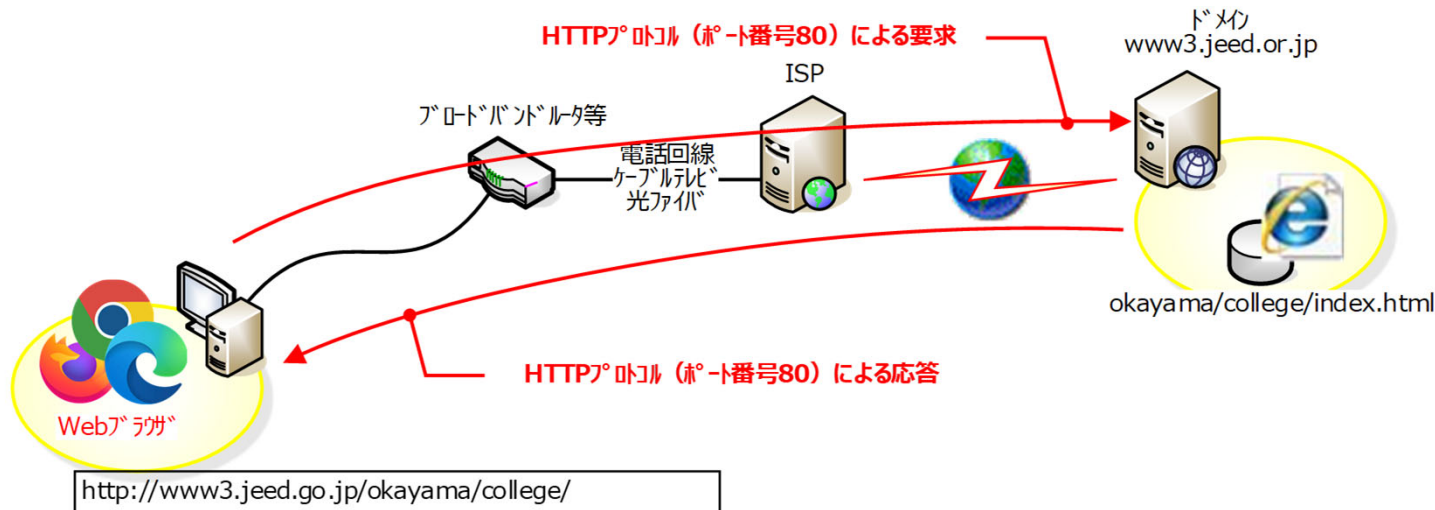 HTTPプロトコル（ポート番号80）による要求
ドメイン
www3.jeed.or.jp
ISP
ブロードバンドルータ等
電話回線
ケーブルテレビ
光ファイバ
okayama/college/index.html
HTTPプロトコル（ポート番号80）による応答
Webブラウザ
http://www3.jeed.go.jp/okayama/college/